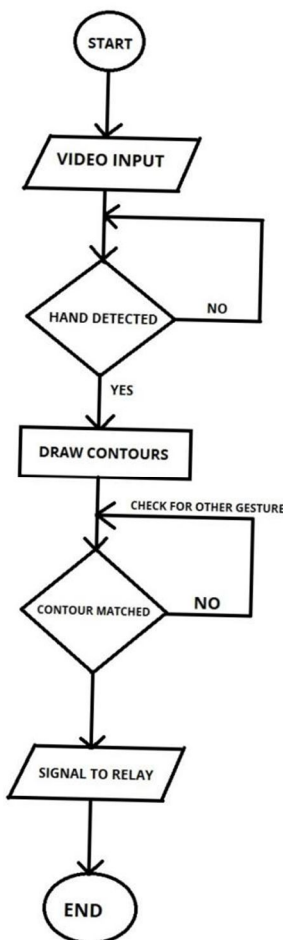 START
VIDEO INPUT
HAND DETECTED
NO
YES
DRAW CONTOURS
CHECK FOR OTHER GESTURE
CONTOUR MATCHED
NO
SIGNAL TO RELAY
END